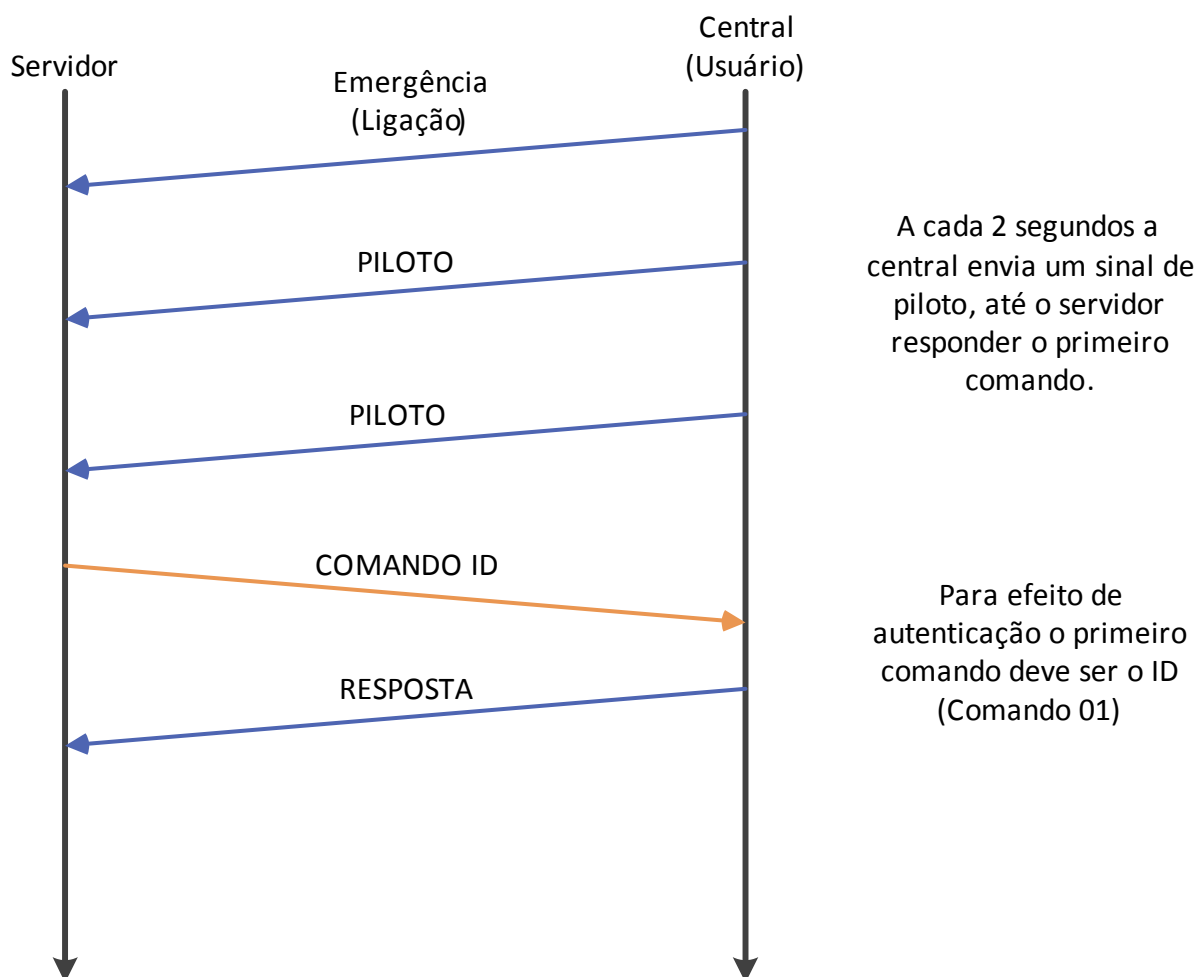 Servidor
Central
(Usuário)
Emergência
(Ligação)
PILOTO
A cada 2 segundos a
central envia um sinal de
piloto, até o servidor
responder o primeiro
comando.
PILOTO
COMANDO ID
Para efeito de
autenticação o primeiro
comando deve ser o ID
(Comando 01)
RESPOSTA